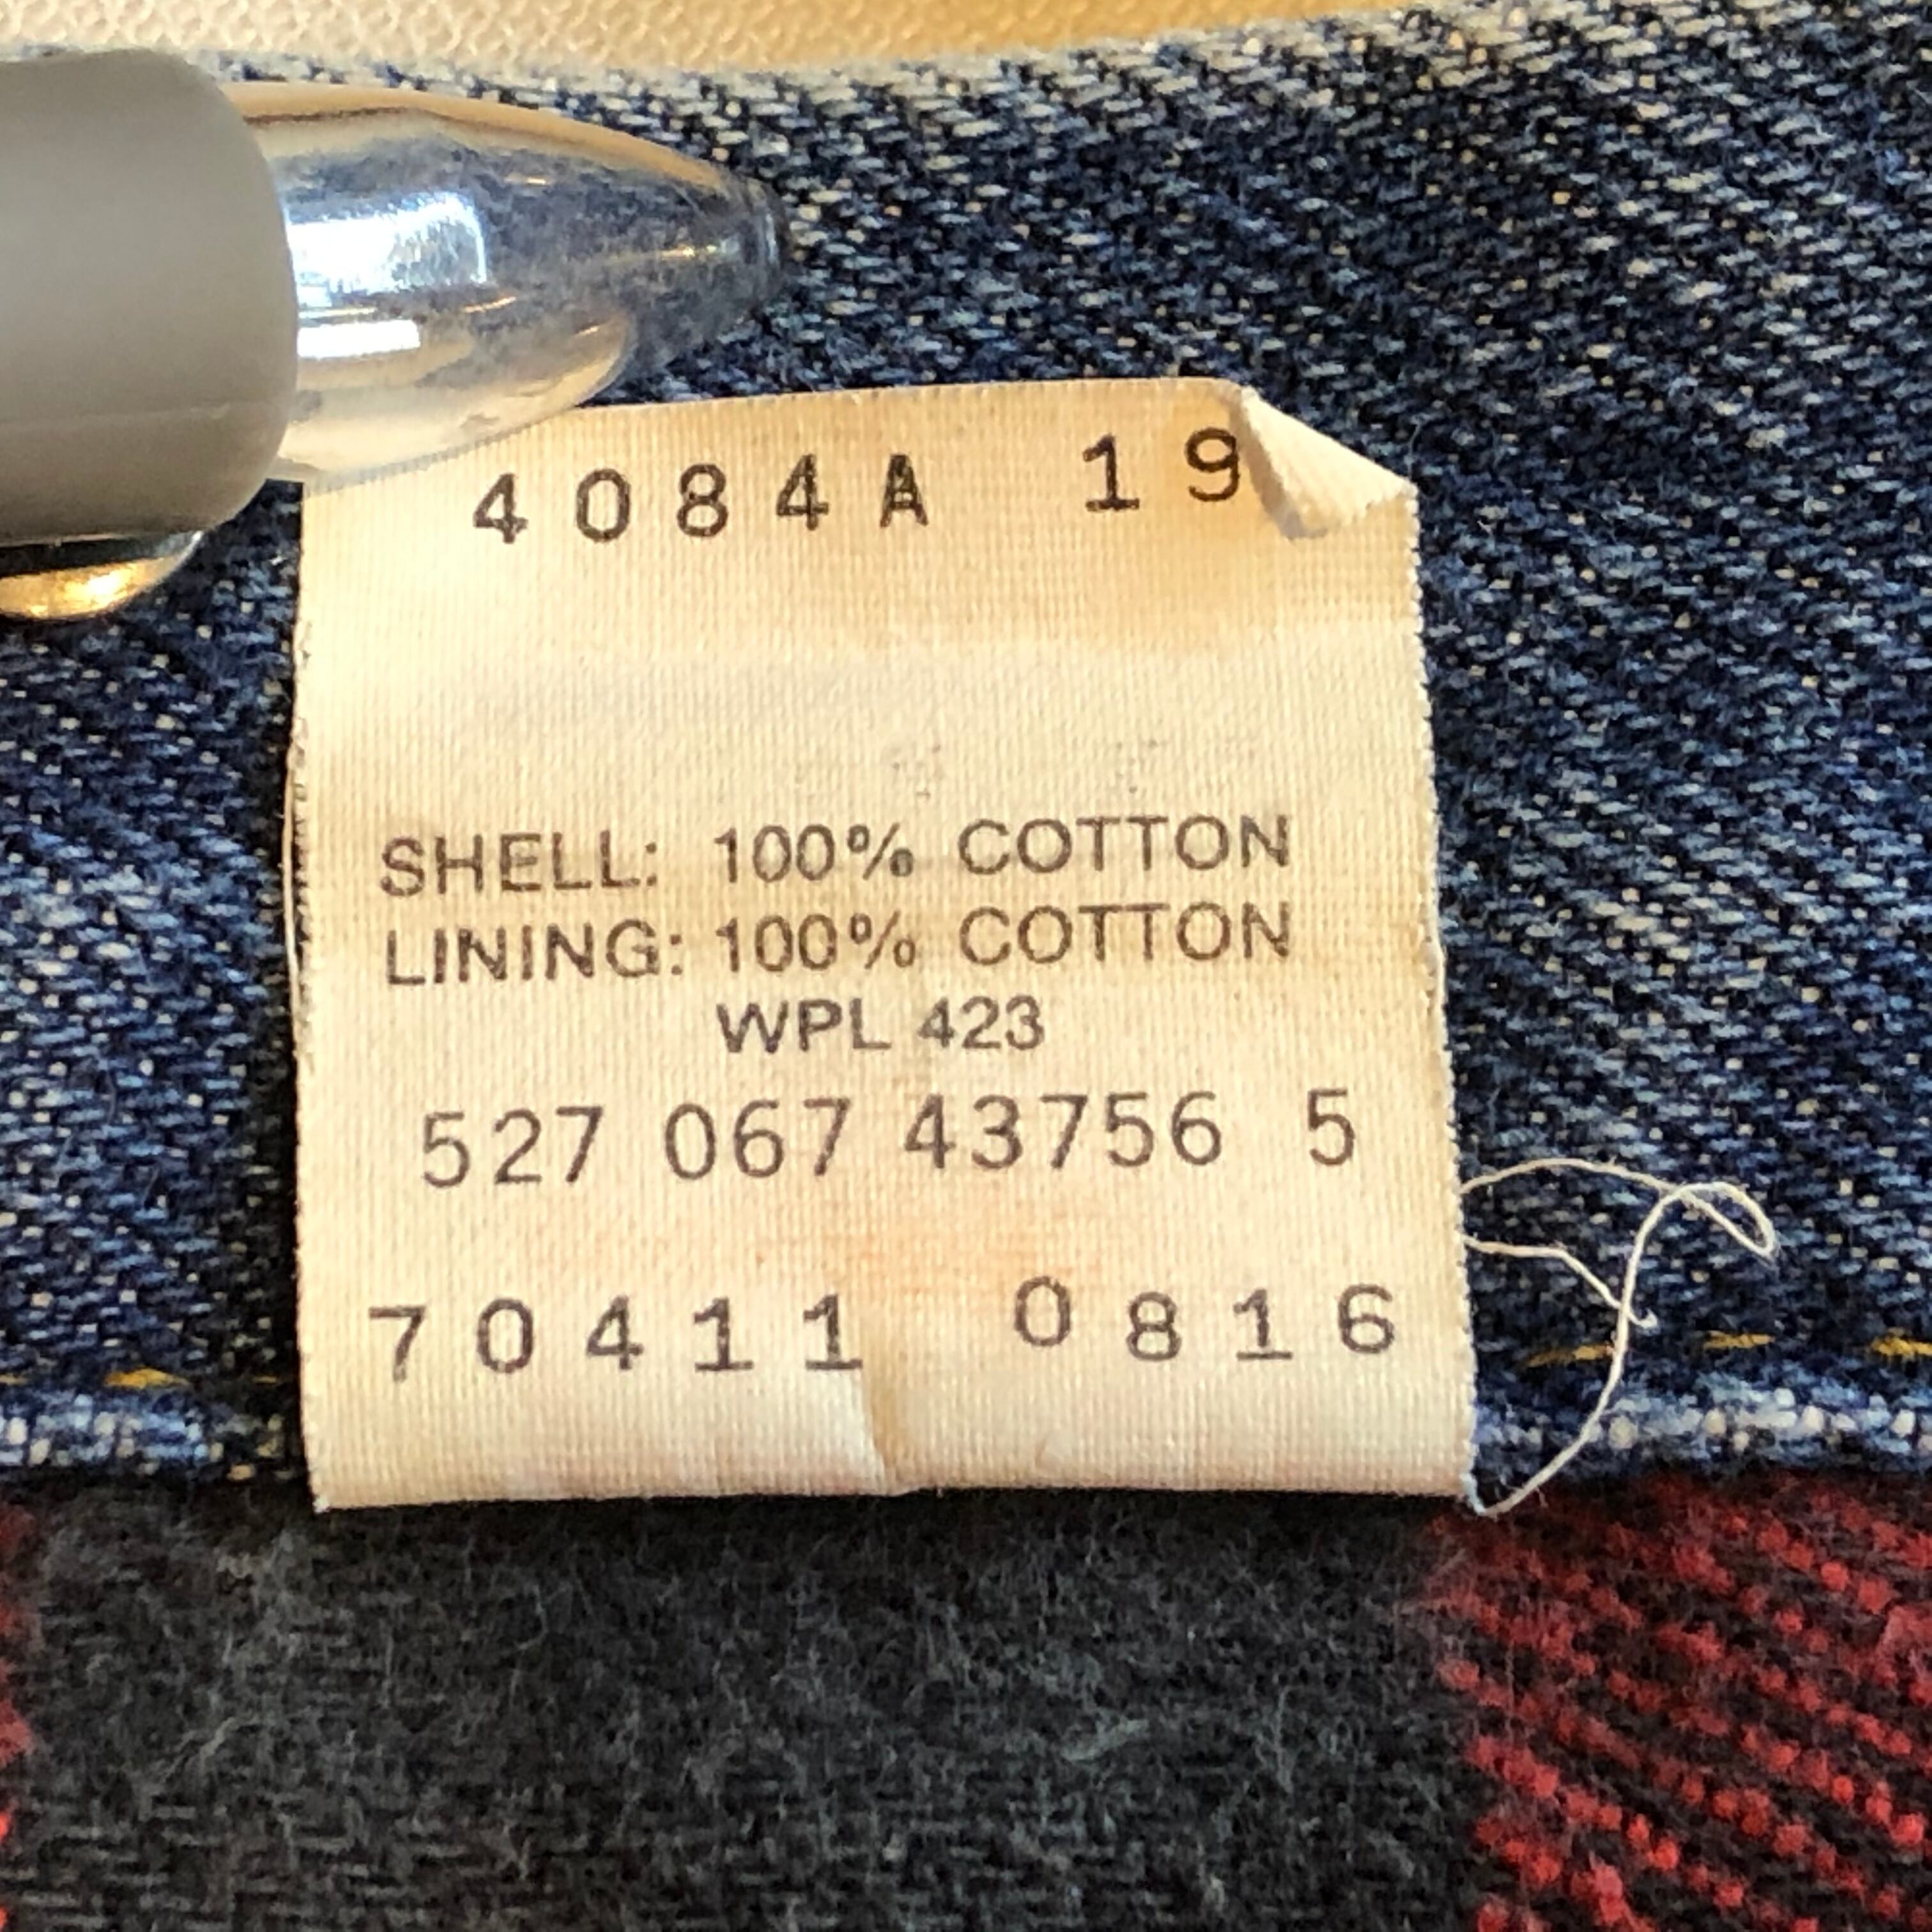 4084A 19
SHELL: 100% COTTON
LINING: 100% COTTON
WPL 423
527 067 43756 5
70411 0816